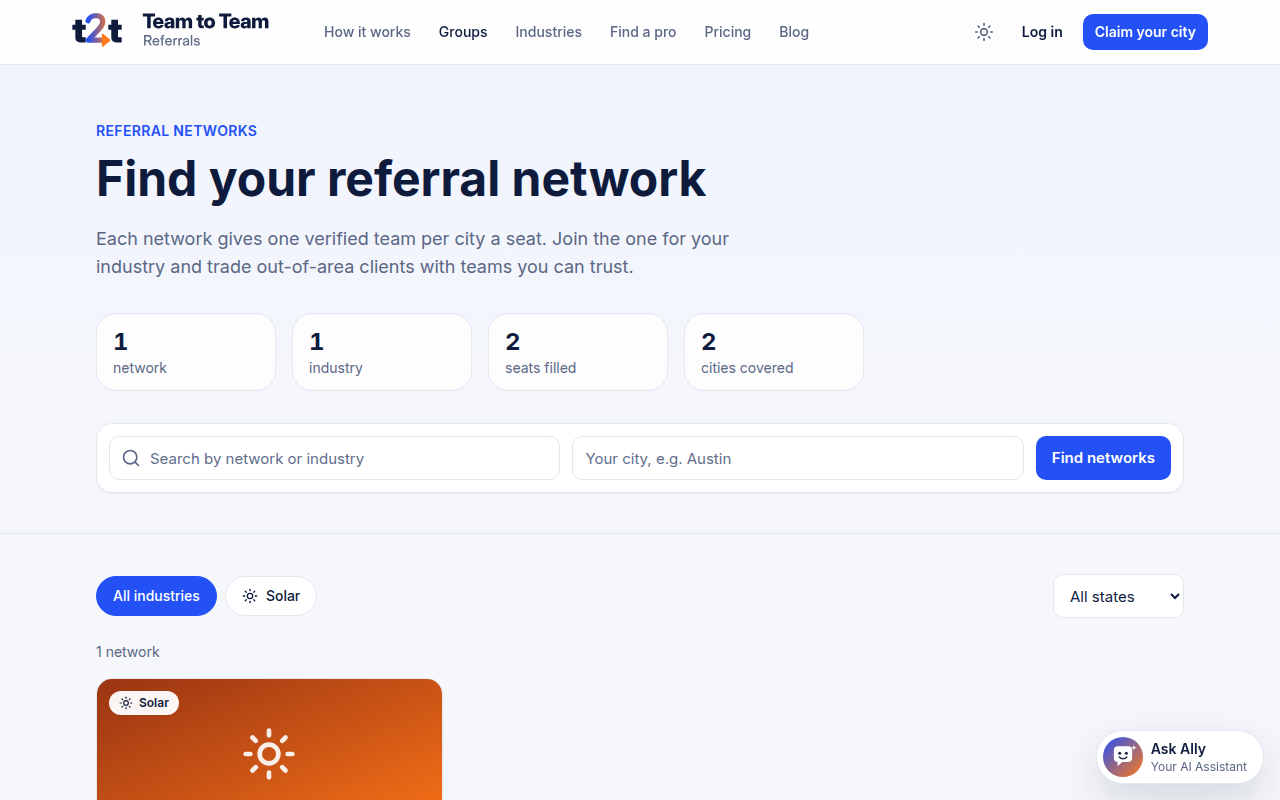 t2t
Team to Team
Referrals
How it works
Groups
Industries
Find a pro
Pricing
Blog
Log in
Claim your city
REFERRAL NETWORKS
Find your referral network
Each network gives one verified team per city a seat. Join the one for your
industry and trade out-of-area clients with teams you can trust.
1
network
1
industry
2
seats filled
2
cities covered
Search by network or industry
Your city, e.g. Austin
Find networks
All industries
Solar
All states
1 network
Solar
Ask Ally
Your AI Assistant